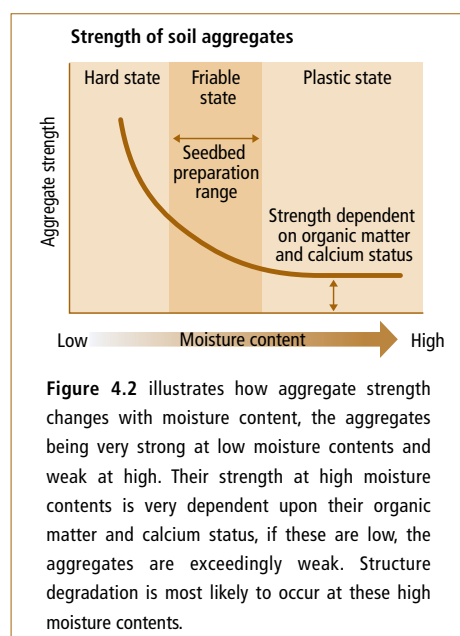 Strength of soil aggregates
Hard state
Friable
state
Plastic state
Seedbed
preparation
range
Strength dependent
on organic matter
and calcium status
Aggregate strength
Low
Moisture content
High
Figure 4.2 illustrates how aggregate strength
changes with moisture content, the aggregates
being very strong at low moisture contents and
weak at high. Their strength at high moisture
contents is very dependent upon their organic
matter and calcium status, if these are low, the
aggregates are exceedingly weak. Structure
degradation is most likely to occur at these high
moisture contents.